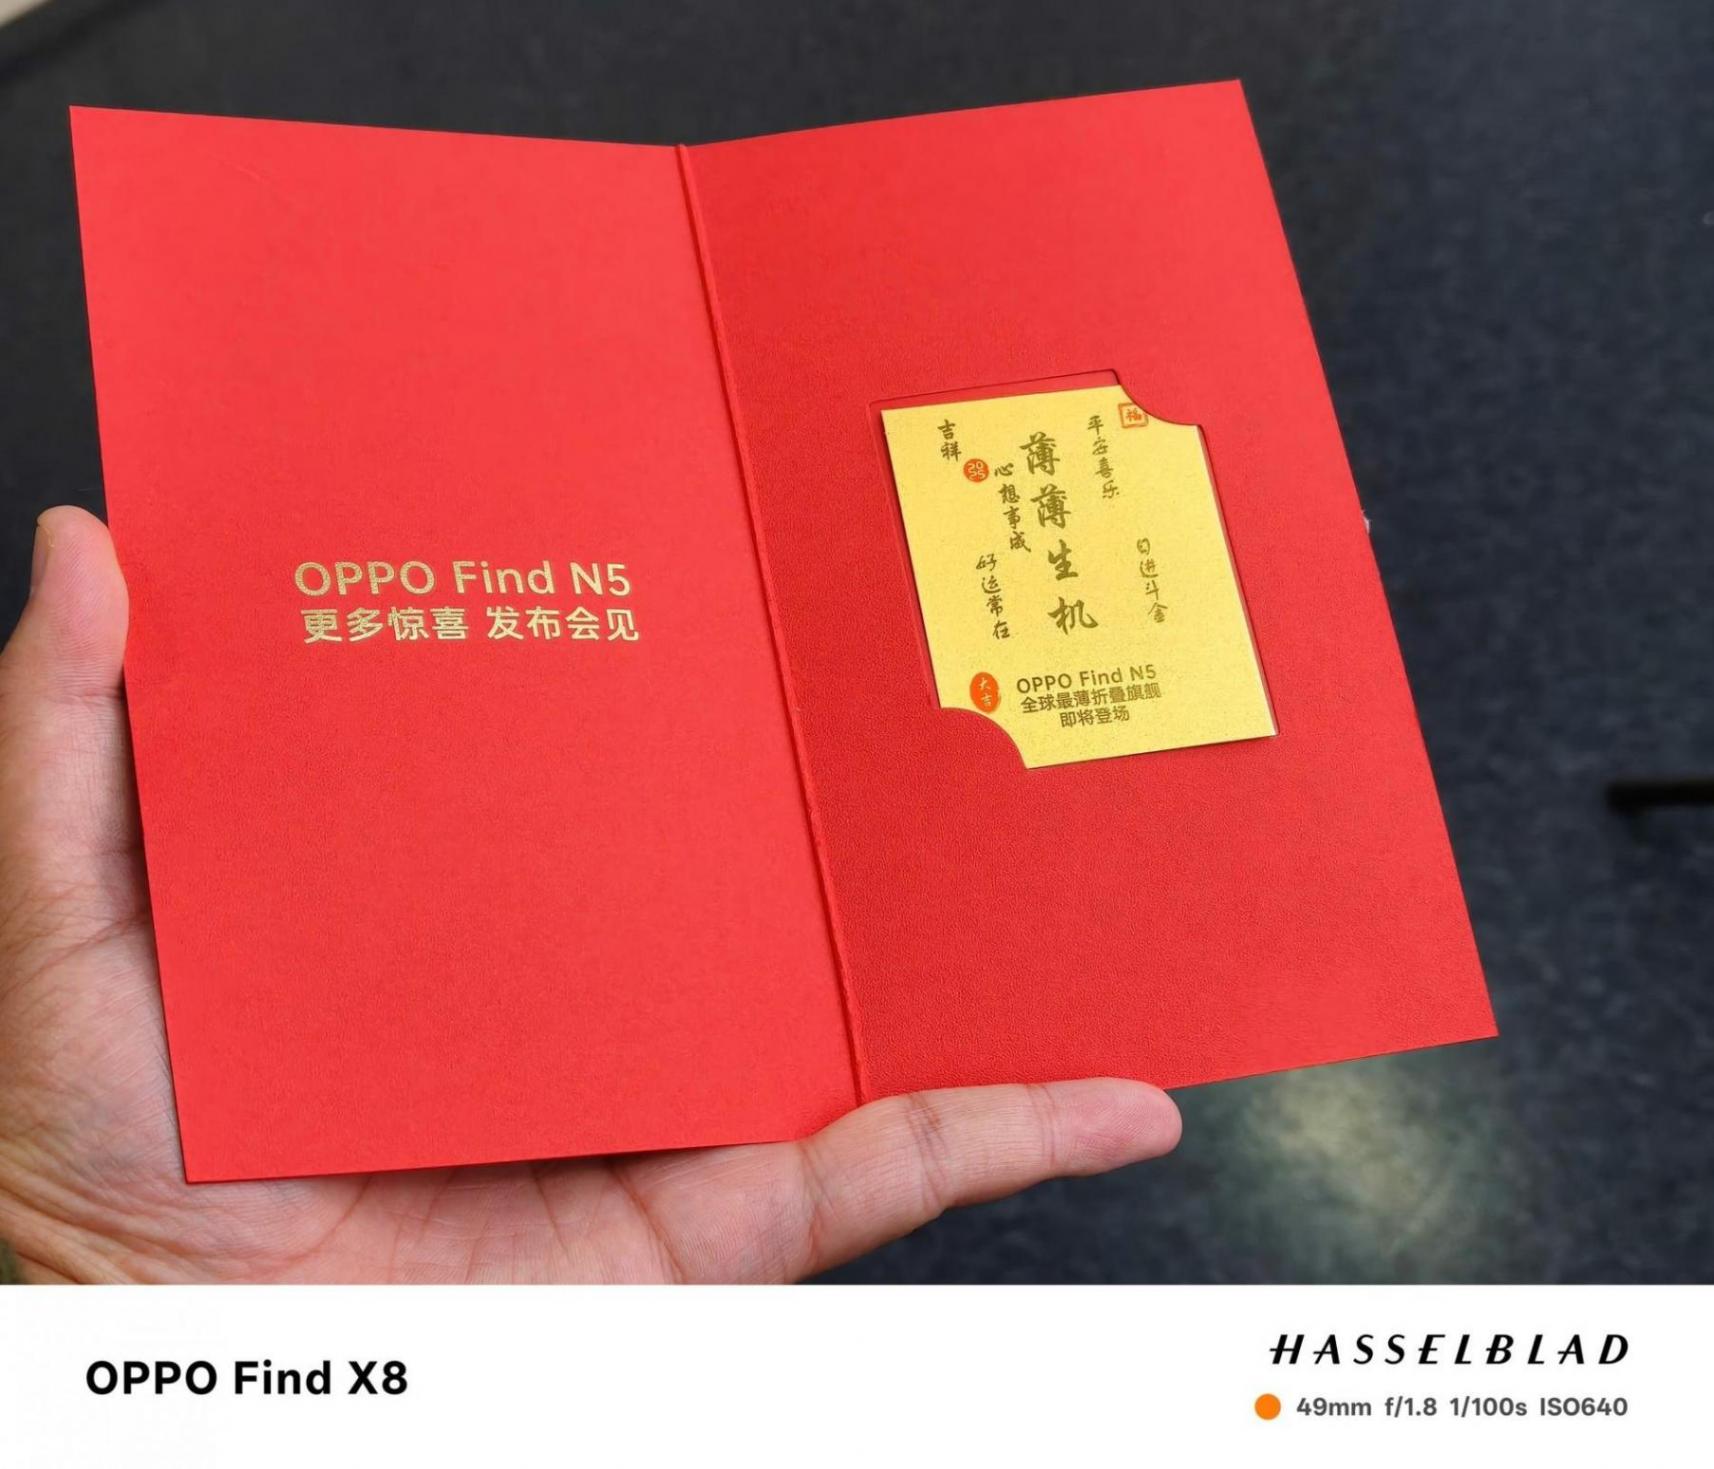 OPPO Find N5
更多惊喜 发布会见
福
平安喜乐
日进斗金
薄薄生机
心想事成
2025
吉祥
好运常在
大吉
OPPO Find N5
全球最薄折叠旗舰
即将登场
OPPO Find X8
HASSELBLAD
49mm f/1.8 1/100s ISO640